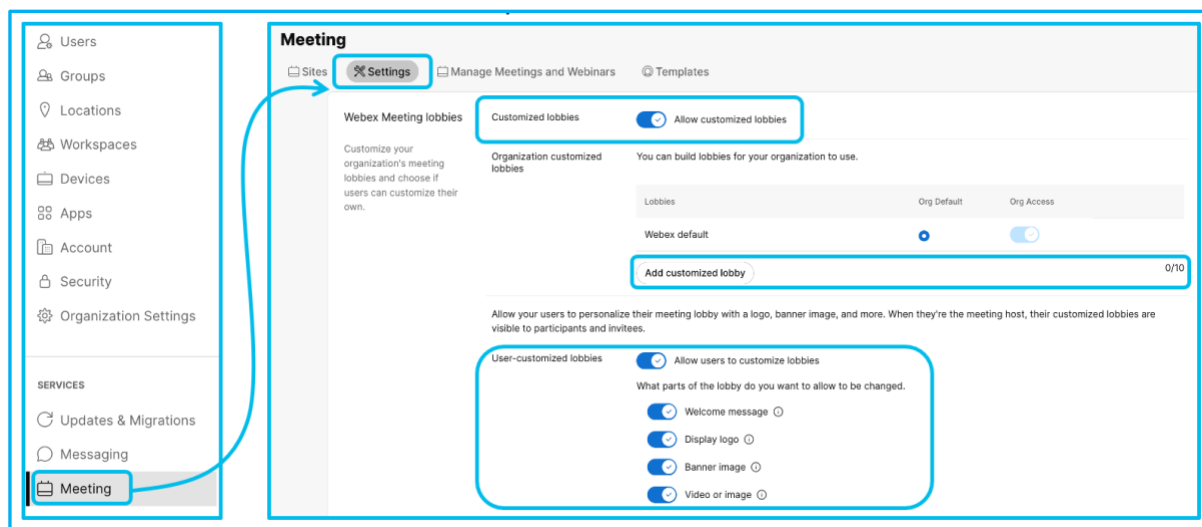 Users
Groups
Locations
Workspaces
Devices
Apps
Account
Security
Organization Settings
SERVICES
Updates & Migrations
Messaging
Meeting
Meeting
Sites
Settings
Manage Meetings and Webinars
Templates
Webex Meeting lobbies
Customize your
organization's meeting
lobbies and choose if
users can customize their
own.
Customized lobbies
Allow customized lobbies
Organization customized
lobbies
You can build lobbies for your organization to use.
Lobbies
Org Default
Org Access
Webex default
Add customized lobby
0/10
Allow your users to personalize their meeting lobby with a logo, banner image, and more. When they're the meeting host, their customized lobbies are
visible to participants and invitees.
User-customized lobbies
Allow users to customize lobbies
What parts of the lobby do you want to allow to be changed.
Welcome message
Display logo
Banner image
Video or image